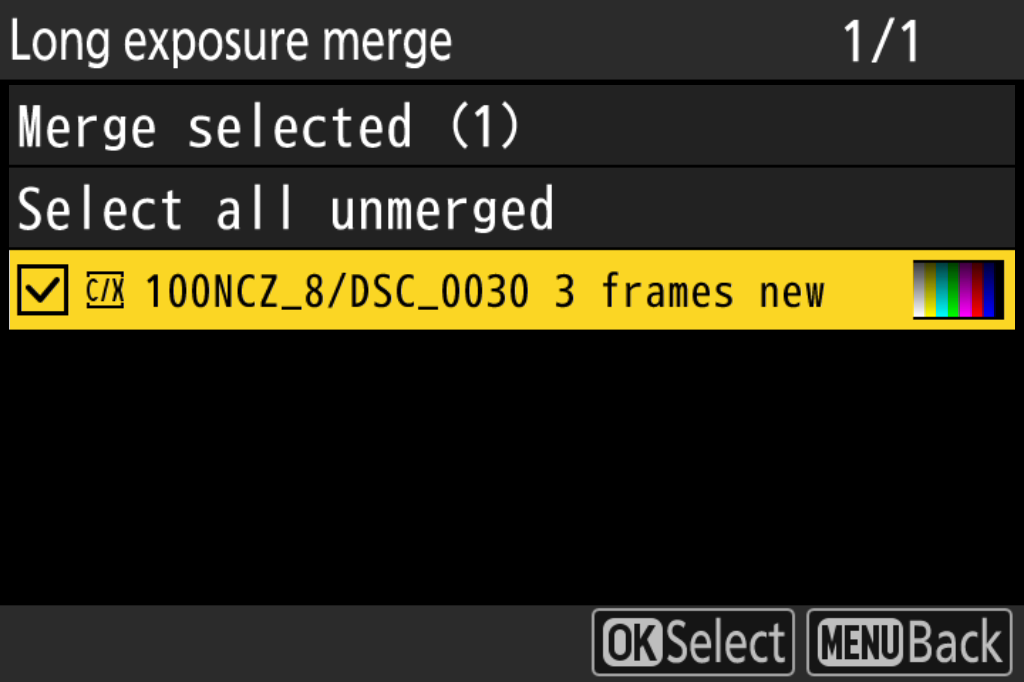 Long exposure merge 1/1
Merge selected (1)
Select all unmerged
C/X 100NCZ_8/DSC_0030 3 frames new
OK Select MENU Back